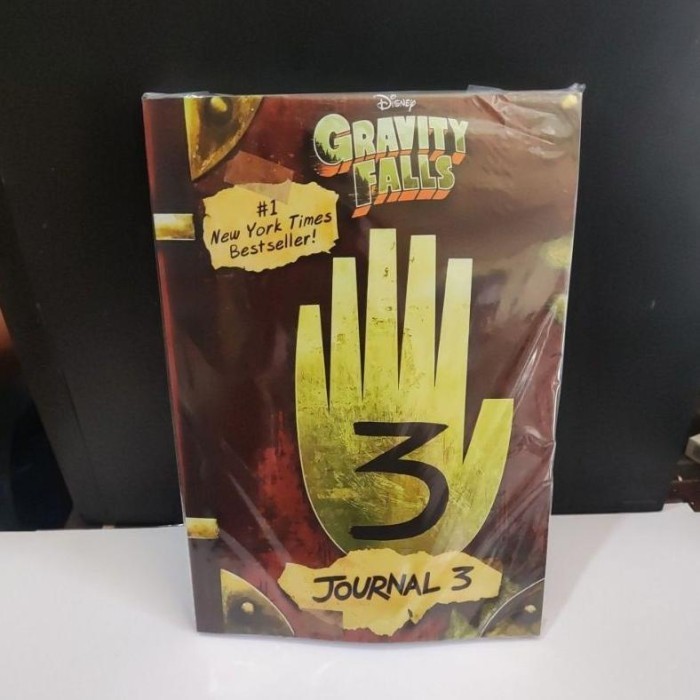 Disney
GRAVITY
FALLS
#1
New York Times
Bestseller!
3
JOURNAL 3